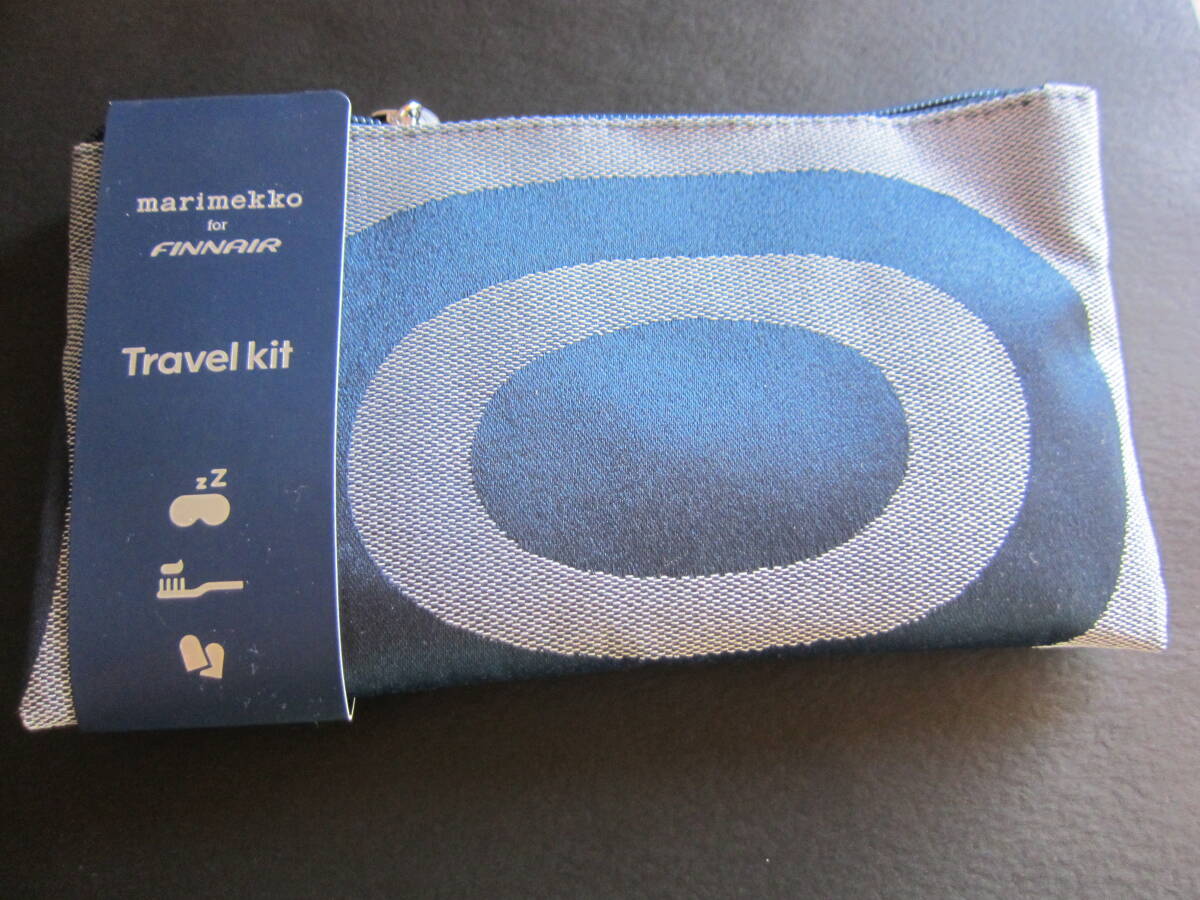 marimekko
for
FINNAIR
Travel kit
zZ